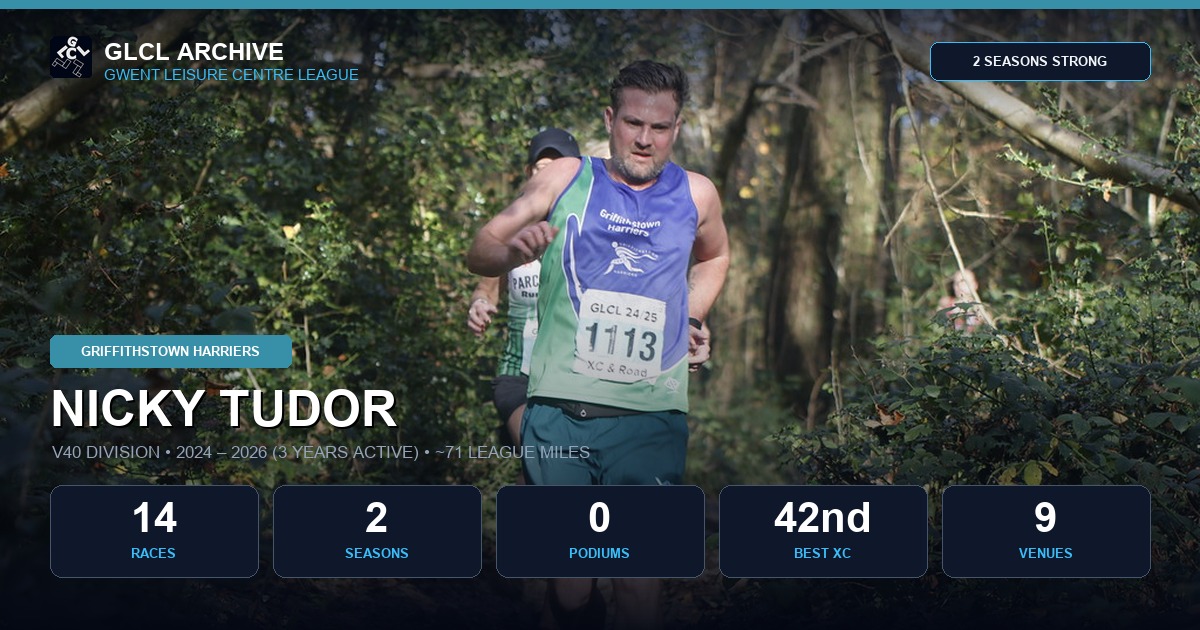 GLCL ARCHIVE
GWENT LEISURE CENTRE LEAGUE
2 SEASONS STRONG
Griffithstown
Harriers
PARC
Ru
GLCL 24/25
1113
XC & Road
GRIFFITHSTOWN HARRIERS
NICKY TUDOR
V40 DIVISION • 2024 – 2026 (3 YEARS ACTIVE) • ~71 LEAGUE MILES
14
RACES
2
SEASONS
0
PODIUMS
42nd
BEST XC
9
VENUES